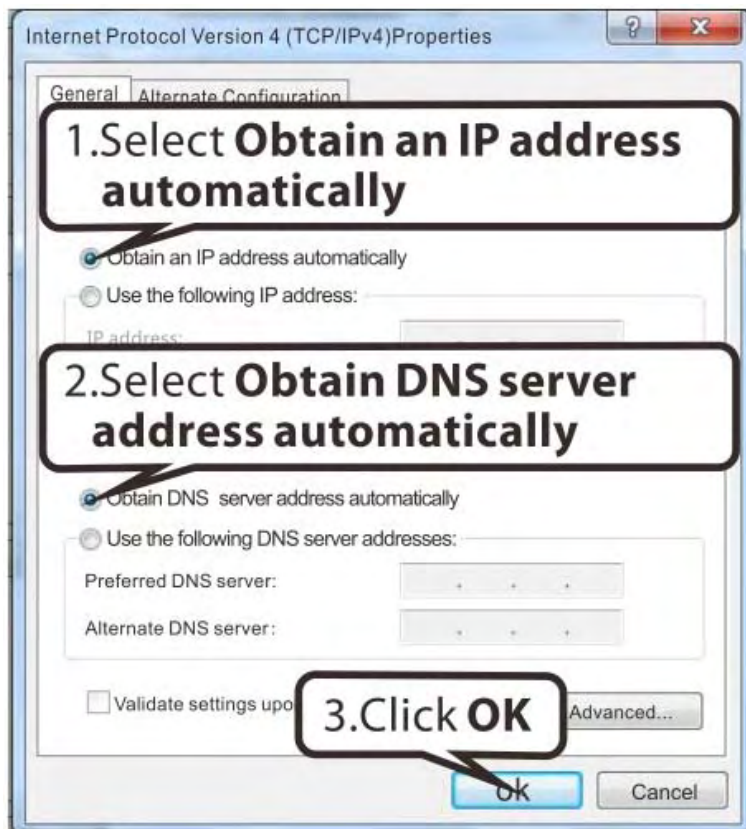 Internet Protocol Version 4 (TCP/IPv4)Properties
General Alternate Configuration
1.Select Obtain an IP address
automatically
Obtain an IP address automatically
Use the following IP address:
IP address:
2.Select Obtain DNS server
address automatically
Obtain DNS server address automatically
Use the following DNS server addresses:
Preferred DNS server:
Alternate DNS server:
Validate settings upo
3.Click OK
Advanced...
ok Cancel